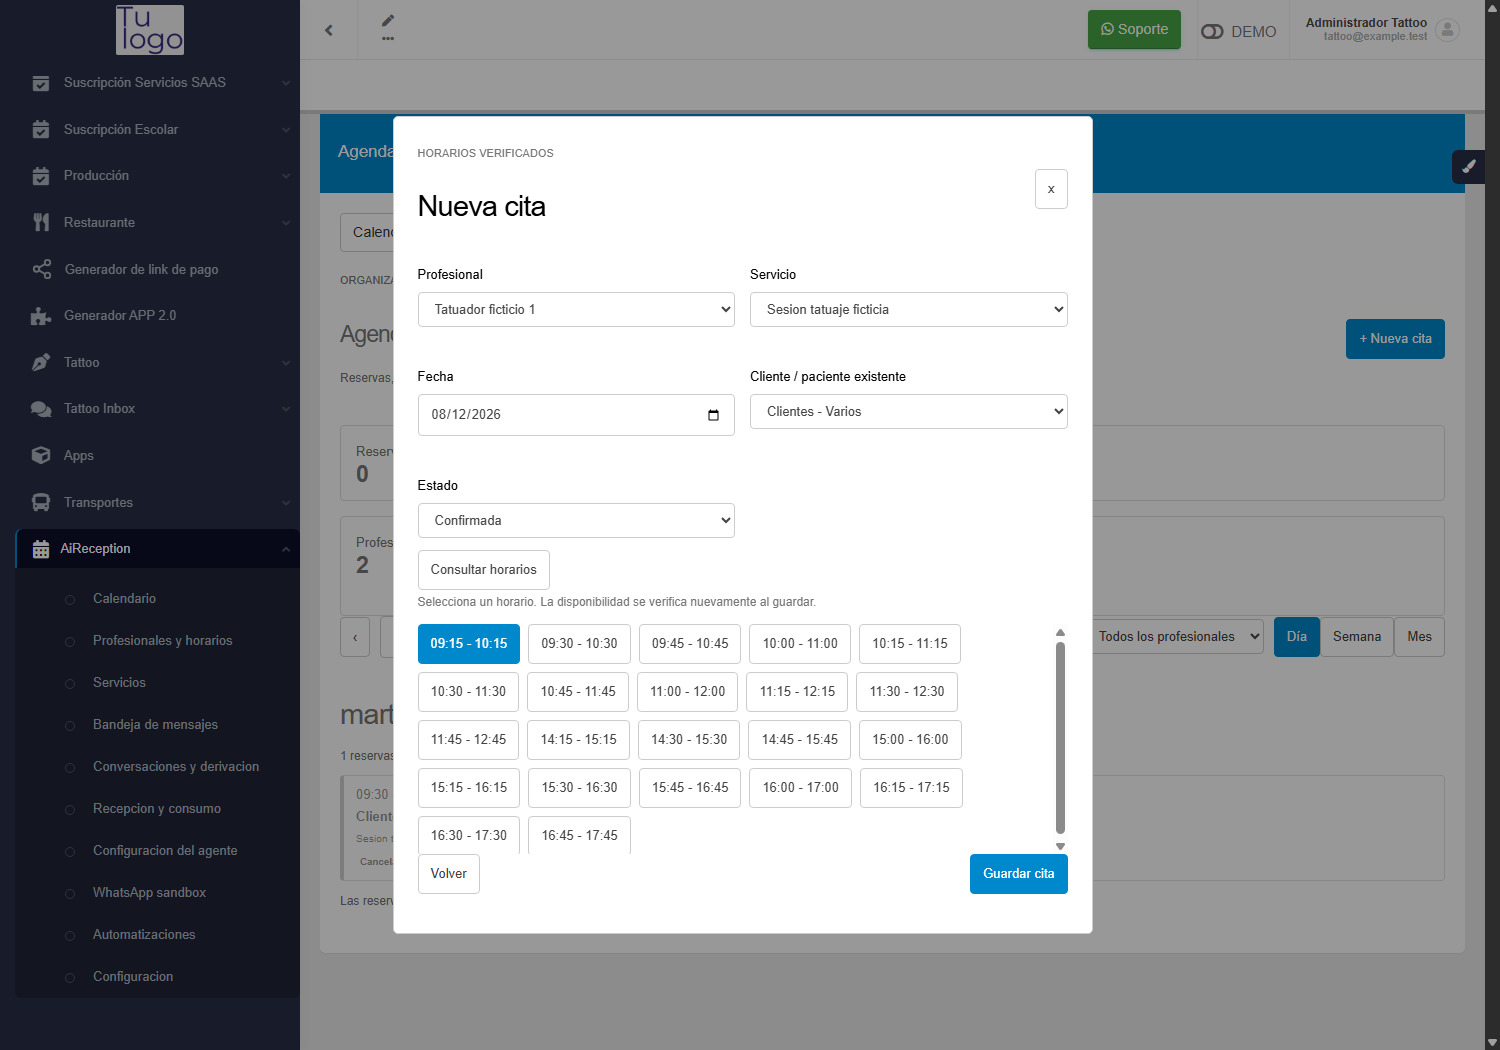 Tu
logo
Suscripción Servicios SAAS
Suscripción Escolar
Producción
Restaurante
Generador de link de pago
Generador APP 2.0
Tattoo
Tattoo Inbox
Apps
Transportes
AiReception
Calendario
Profesionales y horarios
Servicios
Bandeja de mensajes
Conversaciones y derivacion
Recepcion y consumo
Configuracion del agente
WhatsApp sandbox
Automatizaciones
Configuracion
Soporte
DEMO
Administrador Tattoo
tattoo@example.test
Agenda
Calend
ORGANIZA
Agen
+ Nueva cita
Reservas,
Reser
0
Profes
2
‹
Todos los profesionales
Día
Semana
Mes
mart
1 reservas
09:30
Client
Sesion t
Cancela
Las reserv
HORARIOS VERIFICADOS
Nueva cita
x
Profesional
Servicio
Tatuador ficticio 1
Sesion tatuaje ficticia
Fecha
Cliente / paciente existente
08/12/2026
Clientes - Varios
Estado
Confirmada
Consultar horarios
Selecciona un horario. La disponibilidad se verifica nuevamente al guardar.
09:15 - 10:15 09:30 - 10:30 09:45 - 10:45 10:00 - 11:00 10:15 - 11:15
10:30 - 11:30 10:45 - 11:45 11:00 - 12:00 11:15 - 12:15 11:30 - 12:30
11:45 - 12:45 14:15 - 15:15 14:30 - 15:30 14:45 - 15:45 15:00 - 16:00
15:15 - 16:15 15:30 - 16:30 15:45 - 16:45 16:00 - 17:00 16:15 - 17:15
16:30 - 17:30 16:45 - 17:45
Volver
Guardar cita